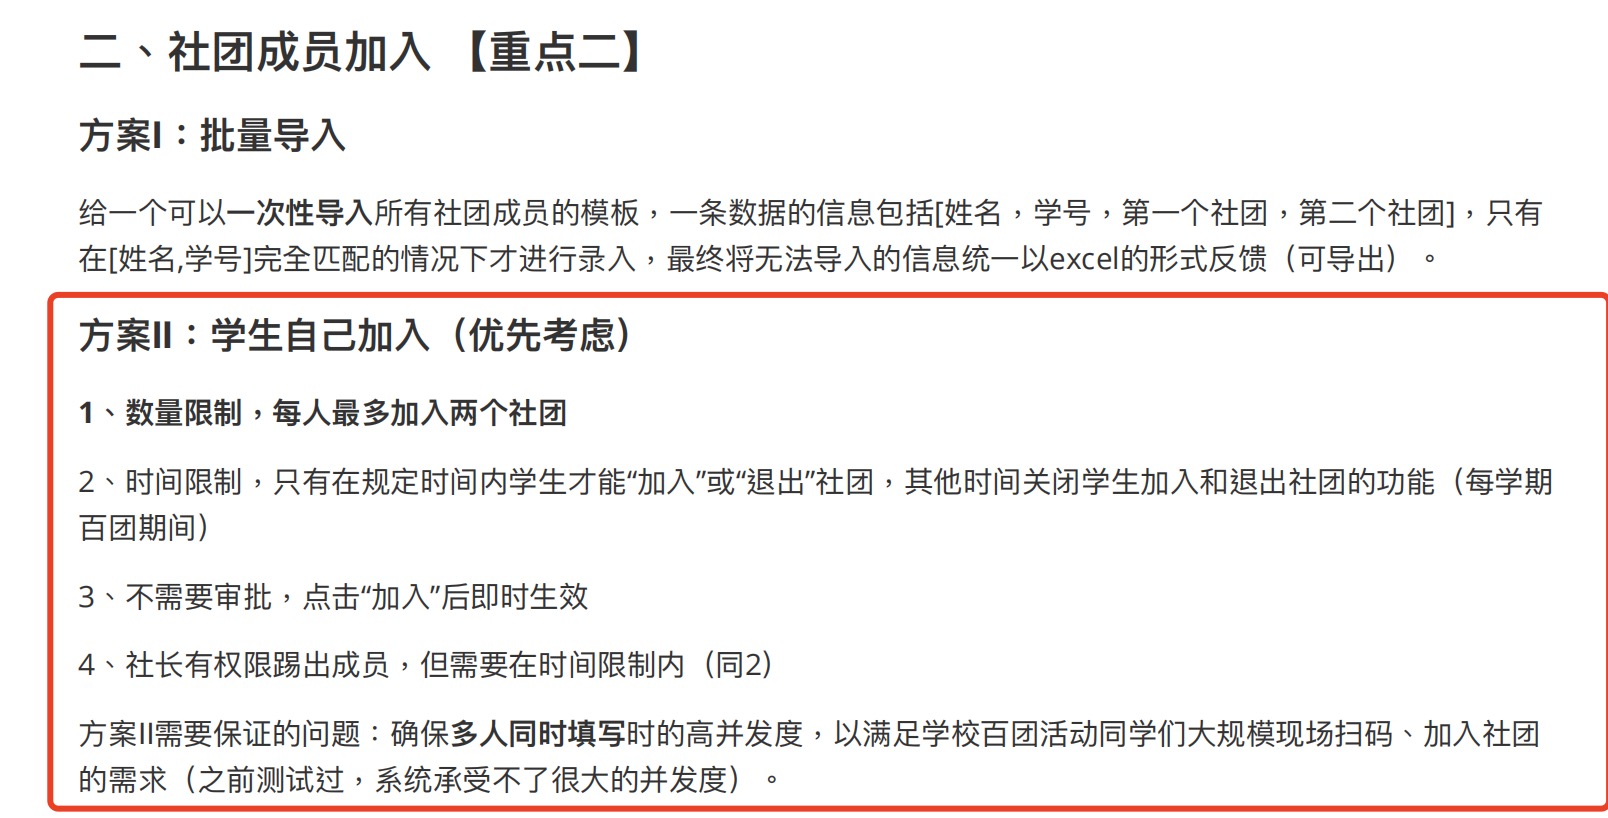 二、社团成员加入 【重点二】
方案I：批量导入
给一个可以一次性导入所有社团成员的模板，一条数据的信息包括[姓名，学号，第一个社团，第二个社团]，只有
在[姓名,学号]完全匹配的情况下才进行录入，最终将无法导入的信息统一以excel的形式反馈（可导出）。
方案II：学生自己加入（优先考虑）
1、数量限制，每人最多加入两个社团
2、时间限制，只有在规定时间内学生才能“加入”或“退出”社团，其他时间关闭学生加入和退出社团的功能（每学期
百团期间）
3、不需要审批，点击“加入”后即时生效
4、社长有权限踢出成员，但需要在时间限制内（同2）
方案II需要保证的问题：确保多人同时填写时的高并发度，以满足学校百团活动同学们大规模现场扫码、加入社团
的需求（之前测试过，系统承受不了很大的并发度）。